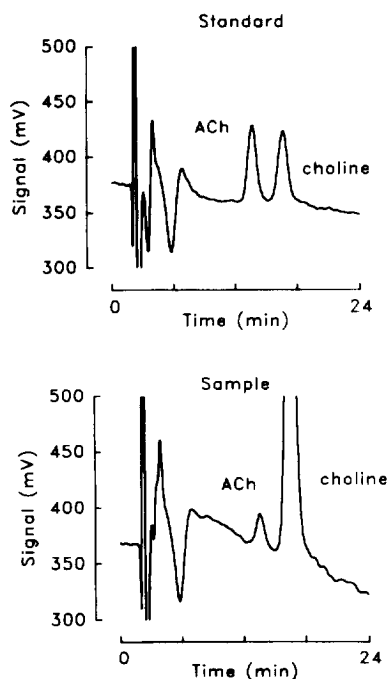 Standard
500
450
400
350
300
Signal (mV)
ACh
choline
0
24
Time (min)
Sample
500
450
400
350
300
Signal (mV)
ACh
choline
0
24
Time (min)